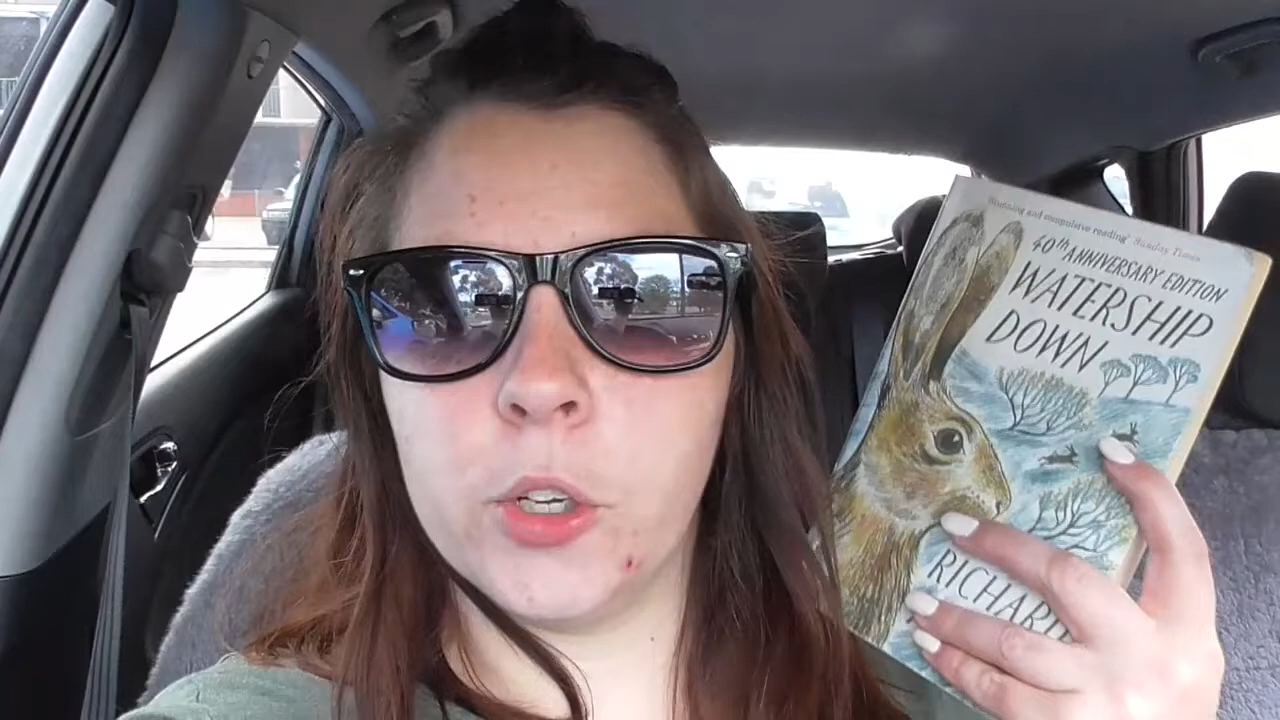 'Stunning and compulsive reading' Sunday Times
40th ANNIVERSARY EDITION
WATERSHIP
DOWN
RICHARD